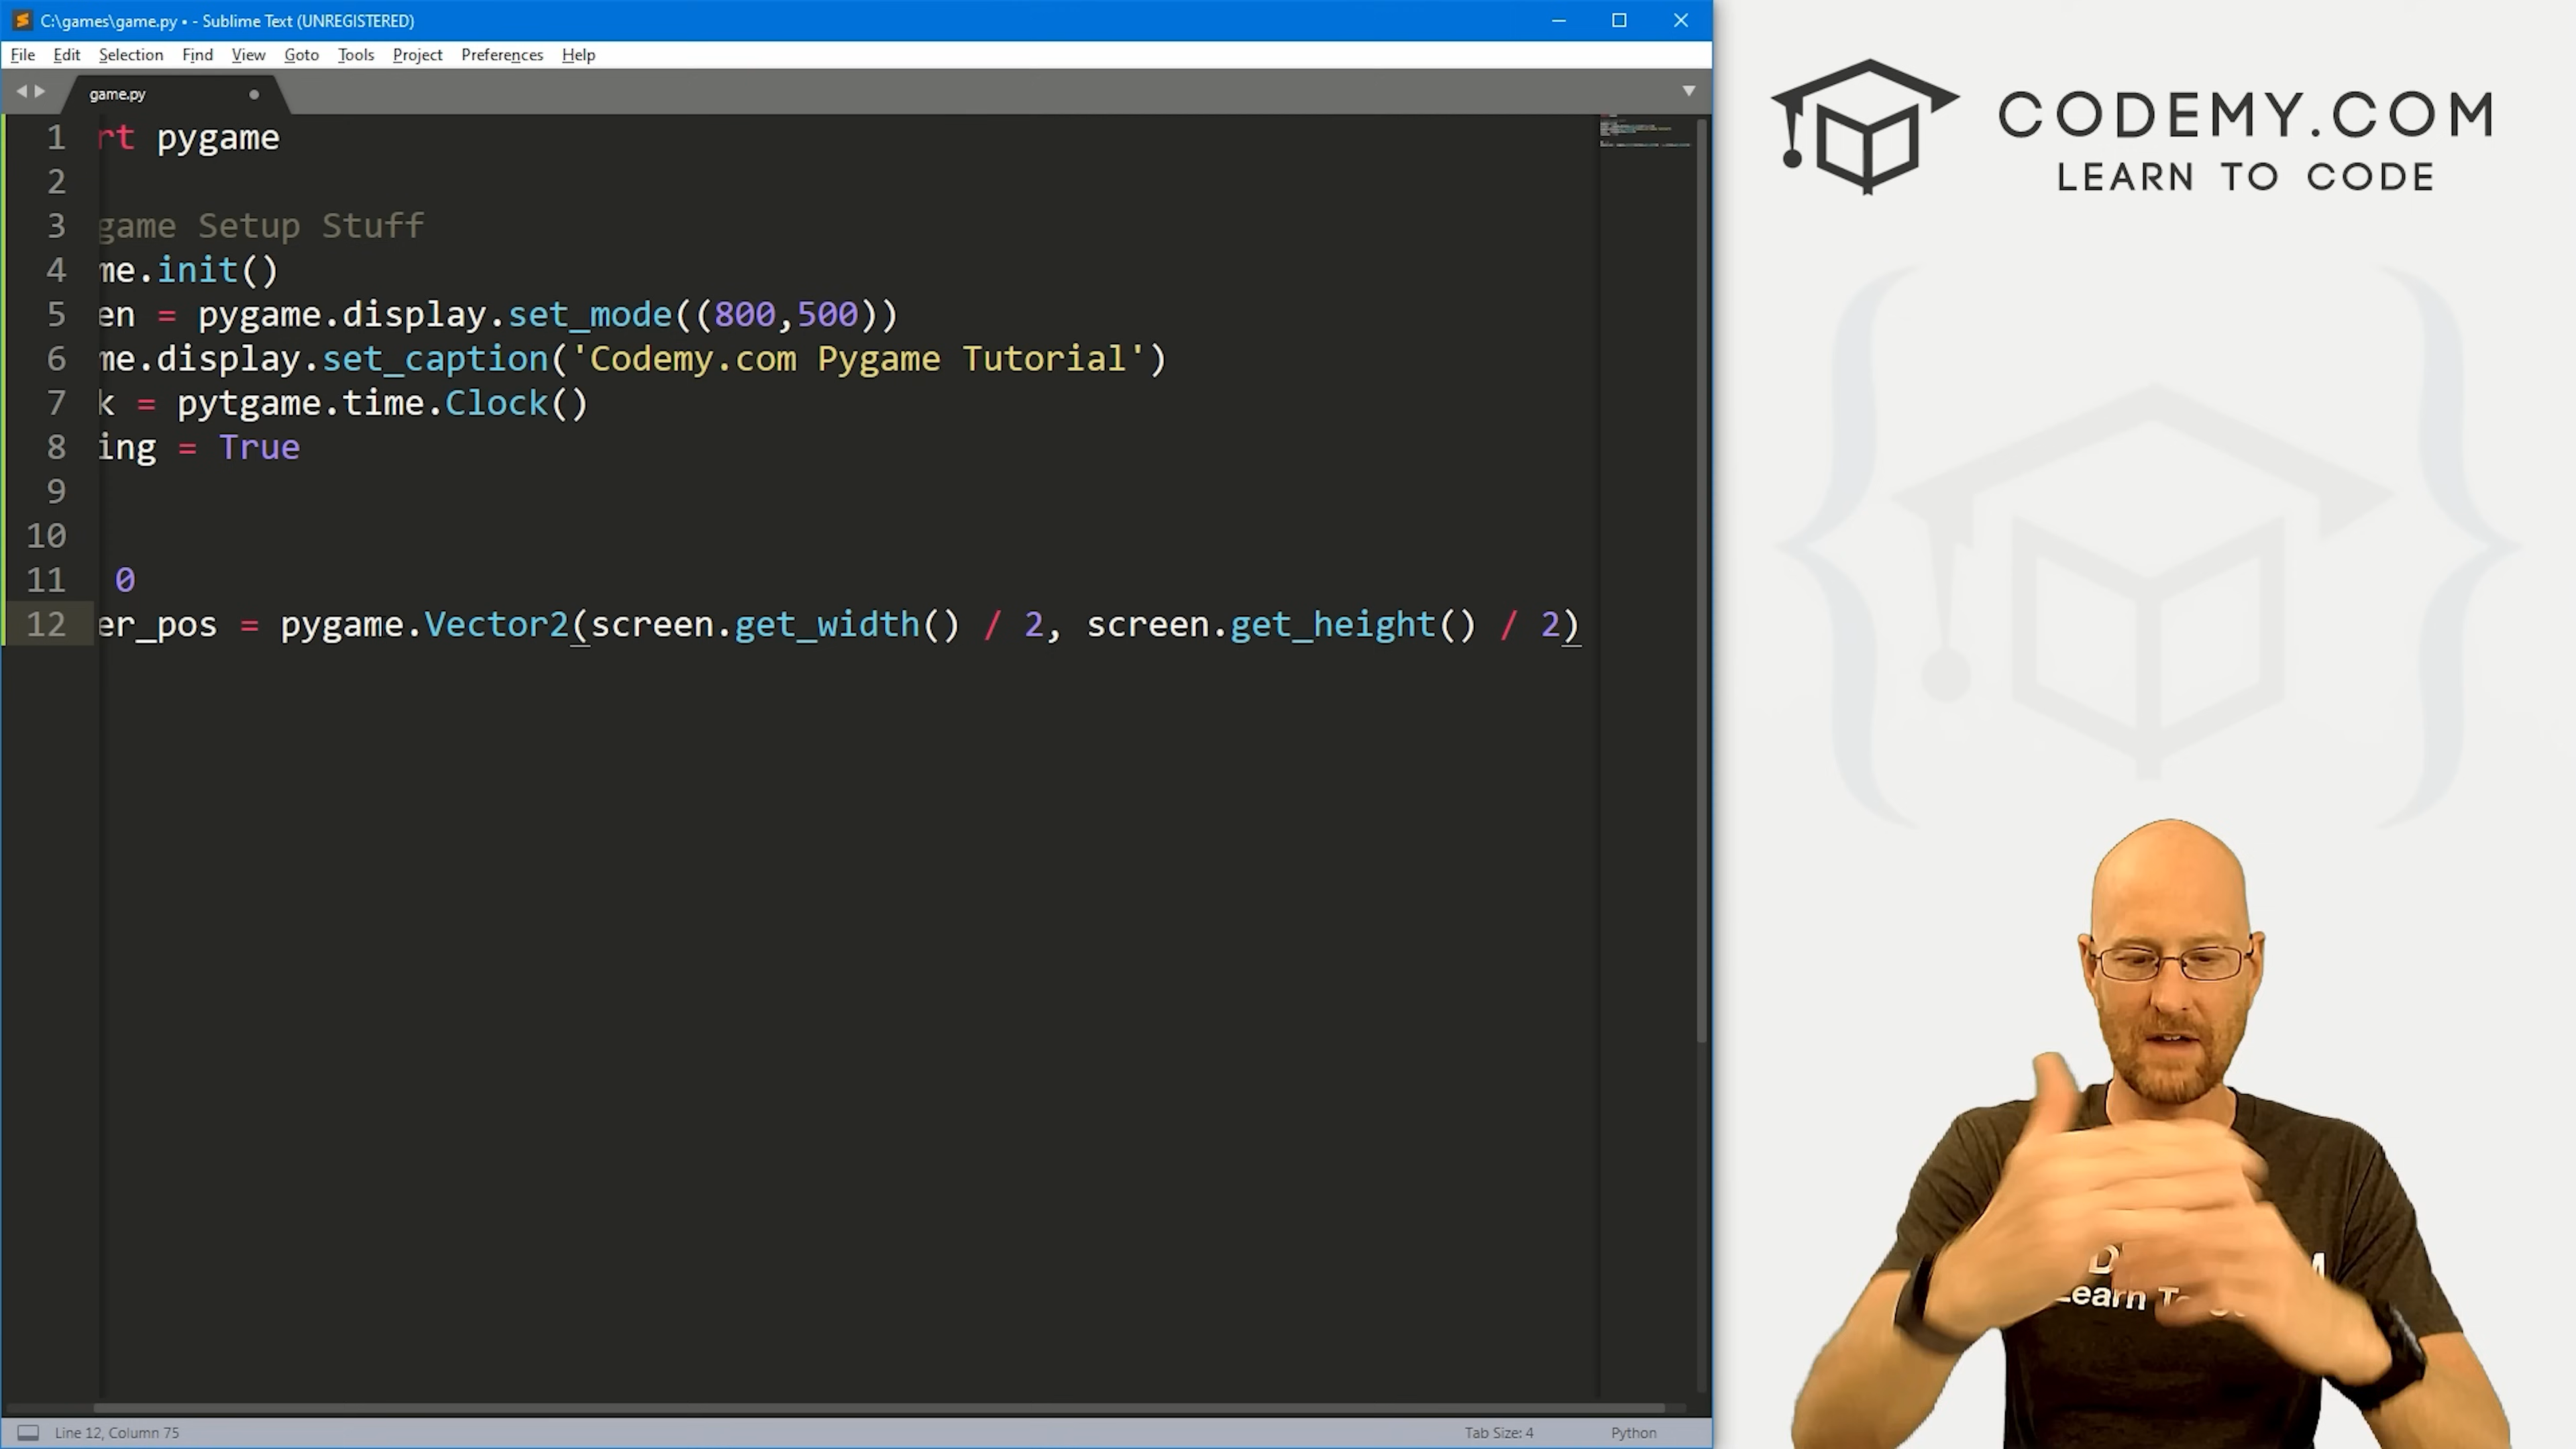 C:\games\game.py • - Sublime Text (UNREGISTERED)
File Edit Selection Find View Goto Tools Project Preferences Help
game.py
1 rt pygame
2
3 game Setup Stuff
4 me.init()
5 en = pygame.display.set_mode((800,500))
6 me.display.set_caption('Codemy.com Pygame Tutorial')
7 k = pytgame.time.Clock()
8 ing = True
9
10
11 0
12 er_pos = pygame.Vector2(screen.get_width() / 2, screen.get_height() / 2)
Line 12, Column 75
Tab Size: 4
Python
CODEMY.COM
LEARN TO CODE
Learn